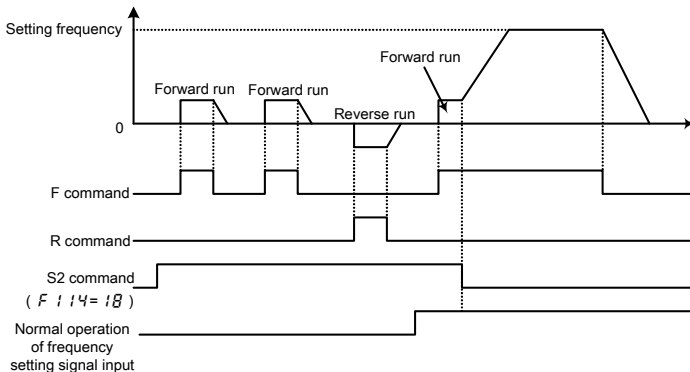 Setting frequency
Forward run
Forward run
Forward run
Reverse run
0
F command
R command
S2 command
( F 114=18 )
Normal operation
of frequency
setting signal input